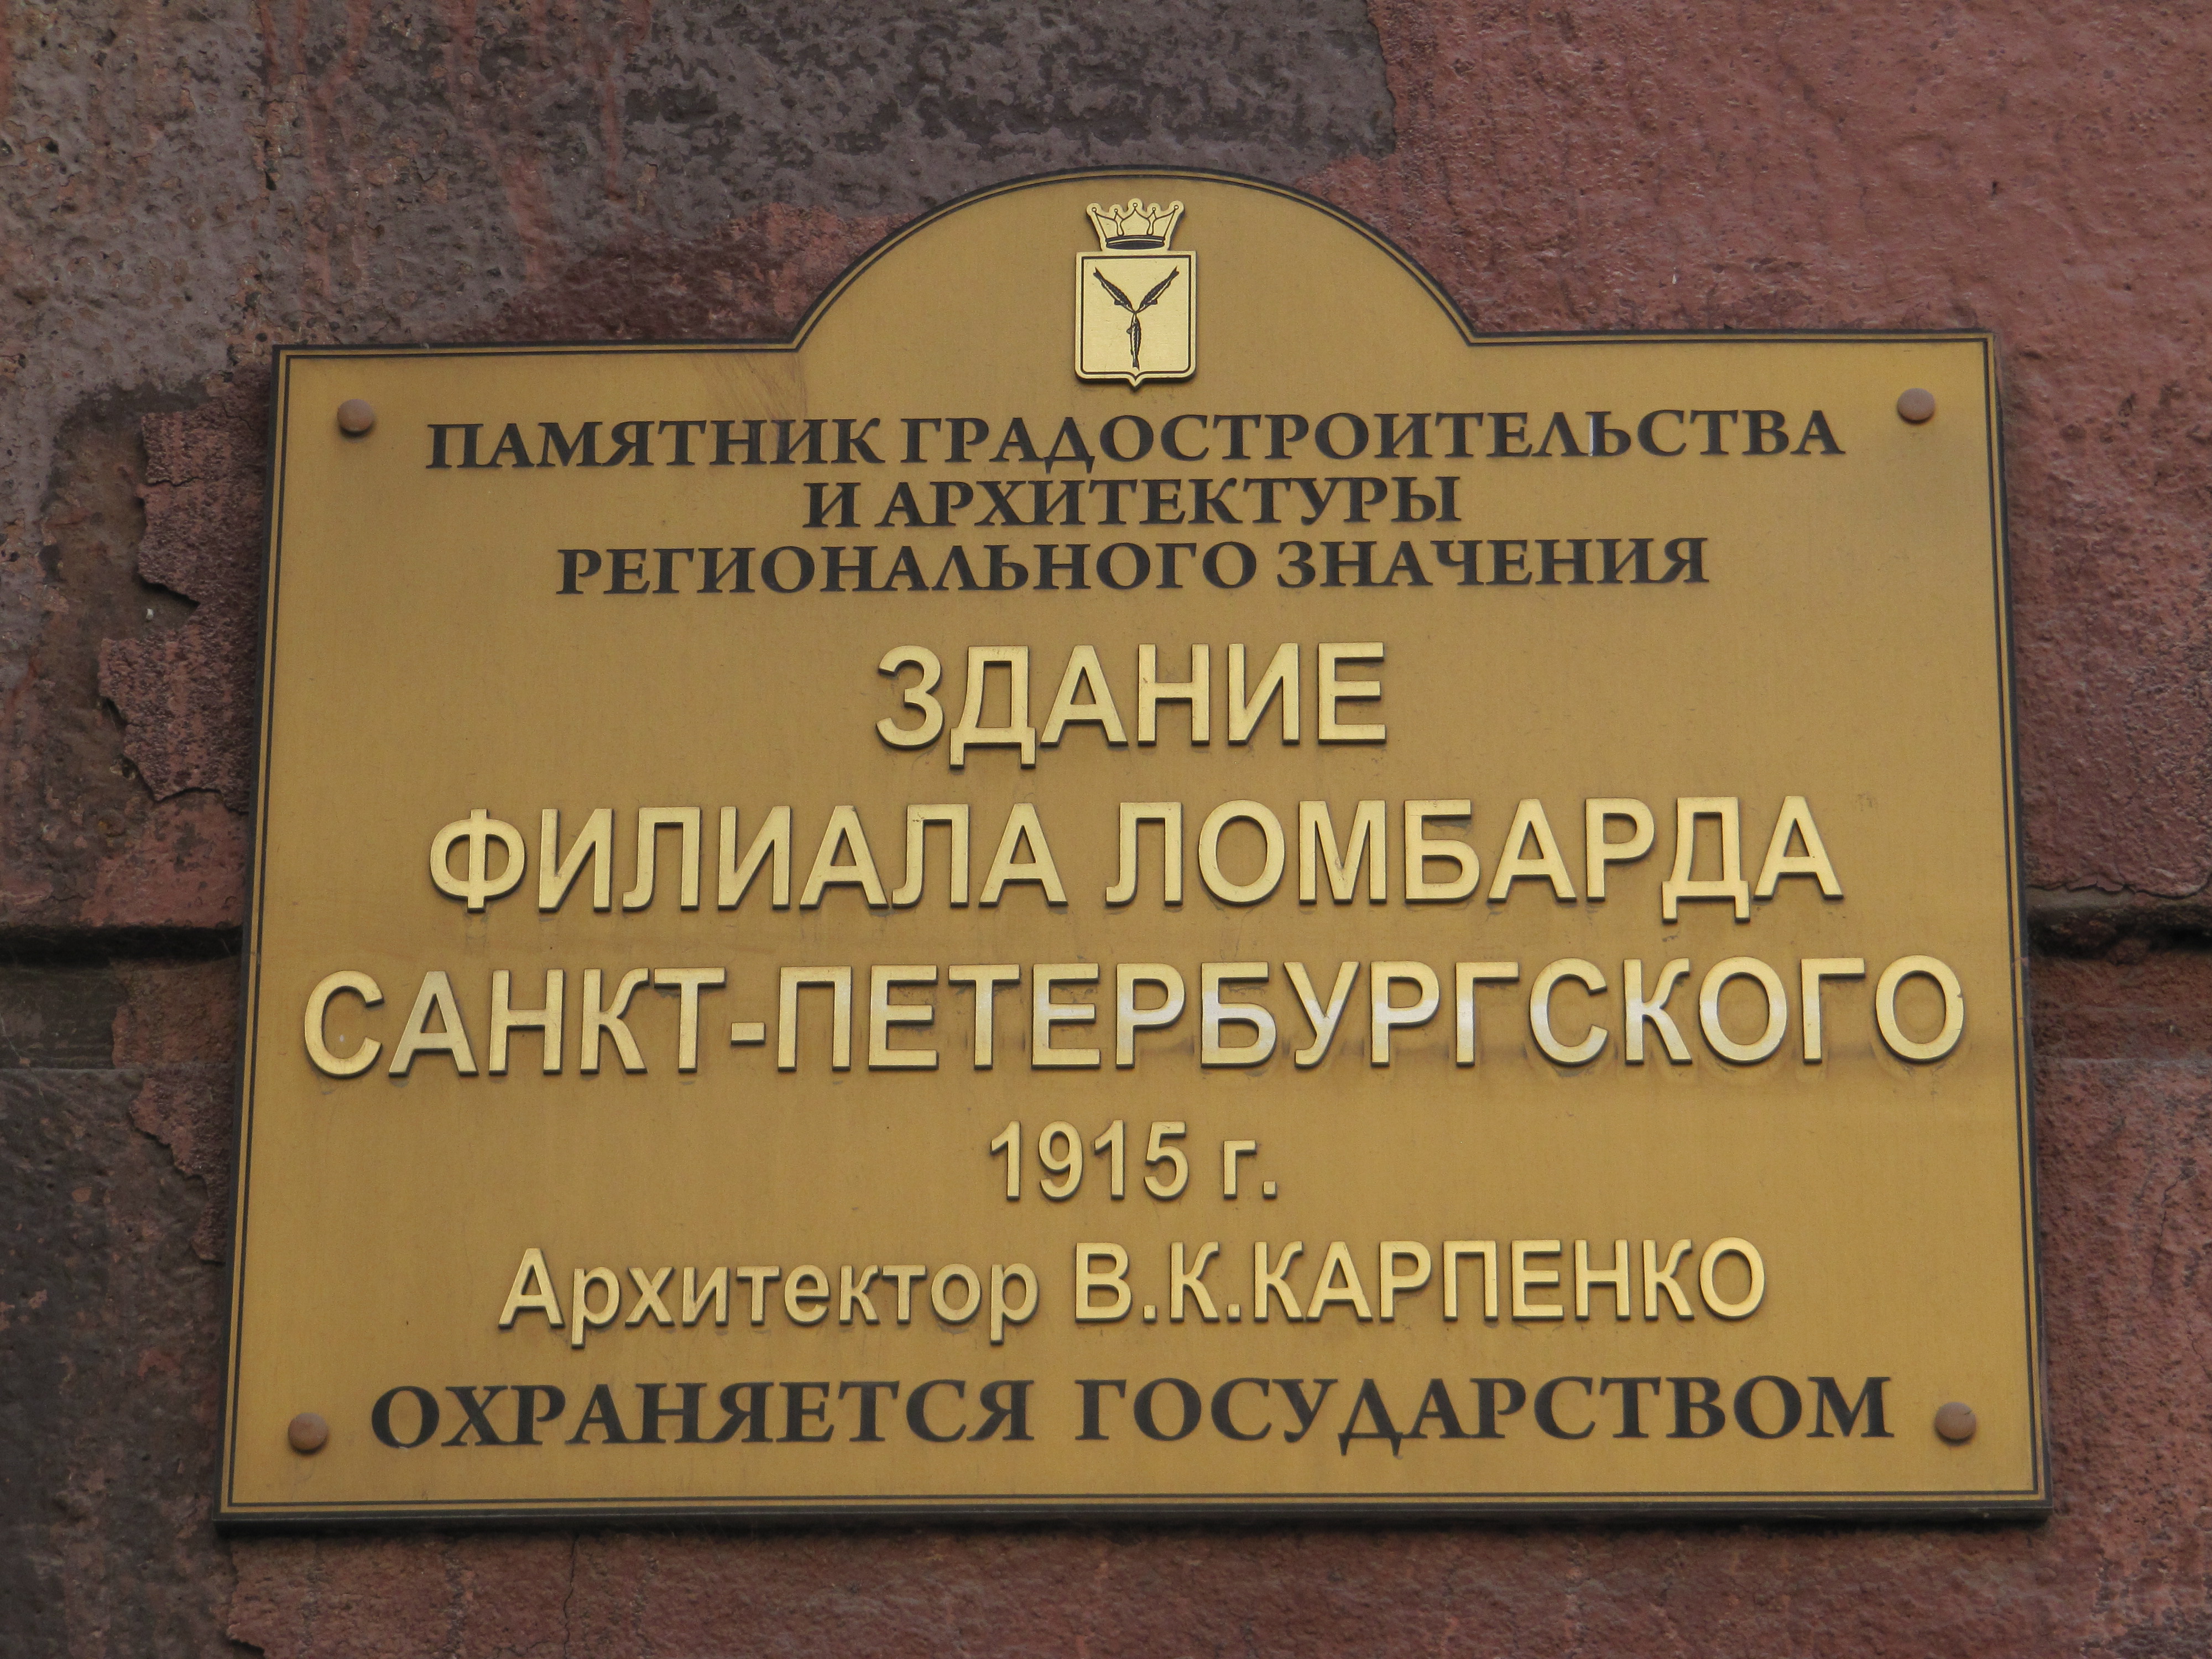 ПАМЯТНИК ГРАДОСТРОИТЕЛЬСТВА
И АРХИТЕКТУРЫ
РЕГИОНАЛЬНОГО ЗНАЧЕНИЯ
ЗДАНИЕ
ФИЛИАЛА ЛОМБАРДА
САНКТ-ПЕТЕРБУРГСКОГО
1915 г.
Архитектор В.К.КАРПЕНКО
ОХРАНЯЕТСЯ ГОСУДАРСТВОМ